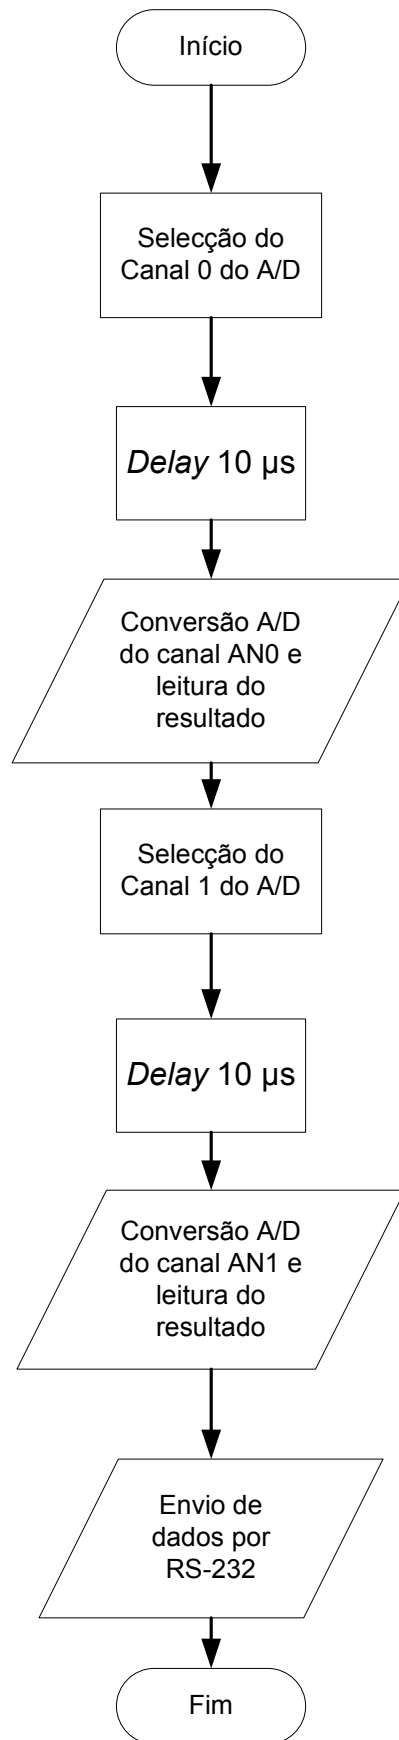 Início
Selecção do
Canal 0 do A/D
Delay 10 µs
Conversão A/D
do canal AN0 e
leitura do
resultado
Selecção do
Canal 1 do A/D
Delay 10 µs
Conversão A/D
do canal AN1 e
leitura do
resultado
Envio de
dados por
RS-232
Fim